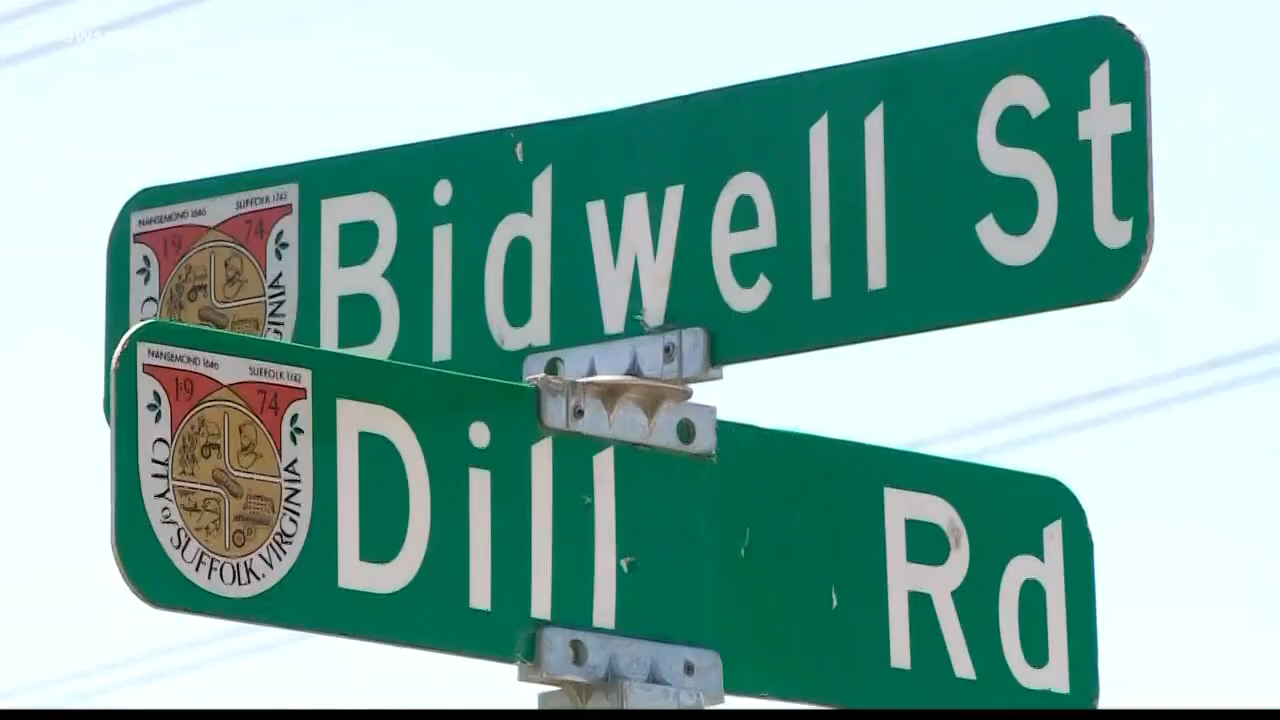 Bidwell St
NANSEMOND 1646
SUFFOLK 1742
19 74
Dill Rd
NANSEMOND 1646
SUFFOLK 1742
19 74
CITY of SUFFOLK, VIRGINIA